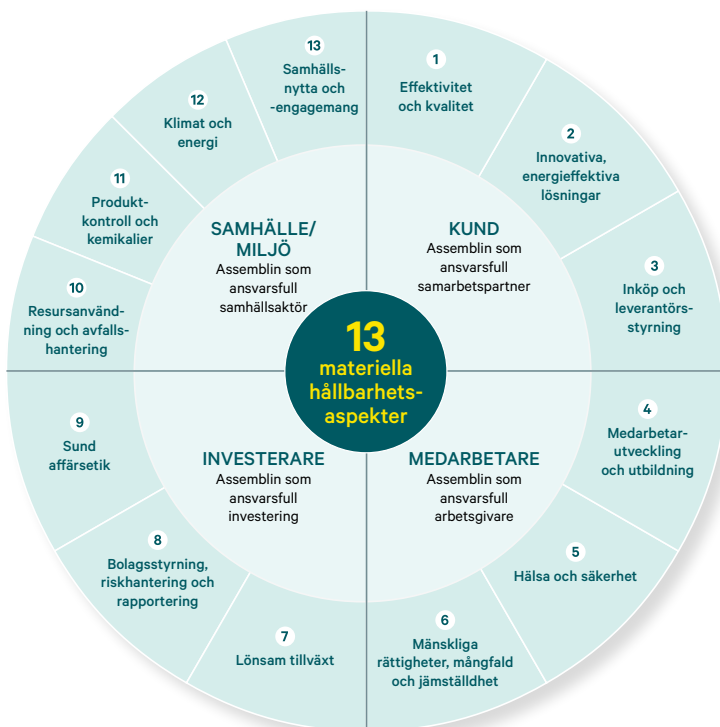 13
materiella
hållbarhets-
aspekter
KUND
Assemblin som
ansvarsfull
samarbetspartner
1
Effektivitet
och kvalitet
2
Innovativa,
energieffektiva
lösningar
3
Inköp och
leverantörs-
styrning
MEDARBETARE
Assemblin som
ansvarsfull
arbetsgivare
4
Medarbetar-
utveckling
och utbildning
5
Hälsa och säkerhet
6
Mänskliga
rättigheter, mångfald
och jämställdhet
INVESTERARE
Assemblin som
ansvarsfull
investering
7
Lönsam tillväxt
8
Bolagsstyrning,
riskhantering och
rapportering
9
Sund
affärsetik
SAMHÄLLE/
MILJÖ
Assemblin som
ansvarsfull
samhällsaktör
10
Resursanvänd-
ning och avfalls-
hantering
11
Produkt-
kontroll och
kemikalier
12
Klimat och
energi
13
Samhälls-
nytta och
-engagemang